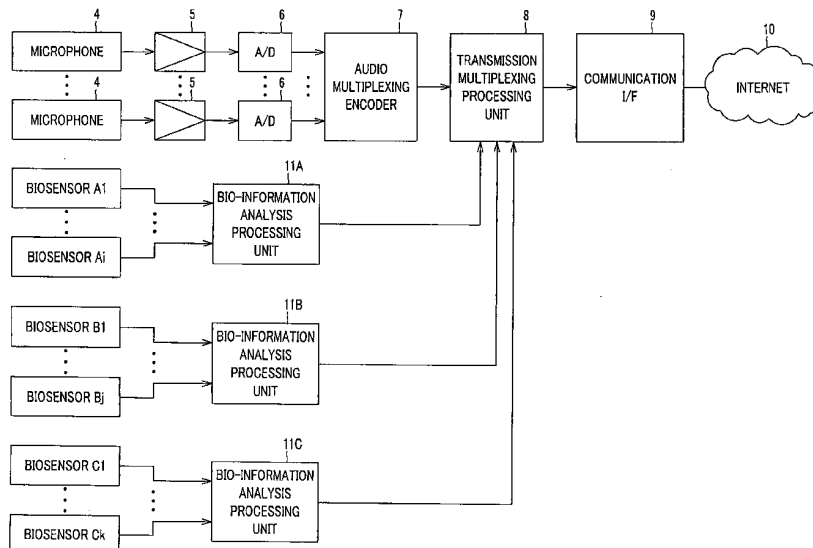 4 5 6 7 8 9 10
MICROPHONE
A/D
AUDIO
MULTIPLEXING
ENCODER
TRANSMISSION
MULTIPLEXING
PROCESSING
UNIT
COMMUNICATION
I/F
INTERNET
4 5 6
MICROPHONE
A/D
BIOSENSOR A1
BIOSENSOR Ai
11A
BIO-INFORMATION
ANALYSIS
PROCESSING
UNIT
BIOSENSOR B1
BIOSENSOR Bj
11B
BIO-INFORMATION
ANALYSIS
PROCESSING
UNIT
BIOSENSOR C1
BIOSENSOR Ck
11C
BIO-INFORMATION
ANALYSIS
PROCESSING
UNIT